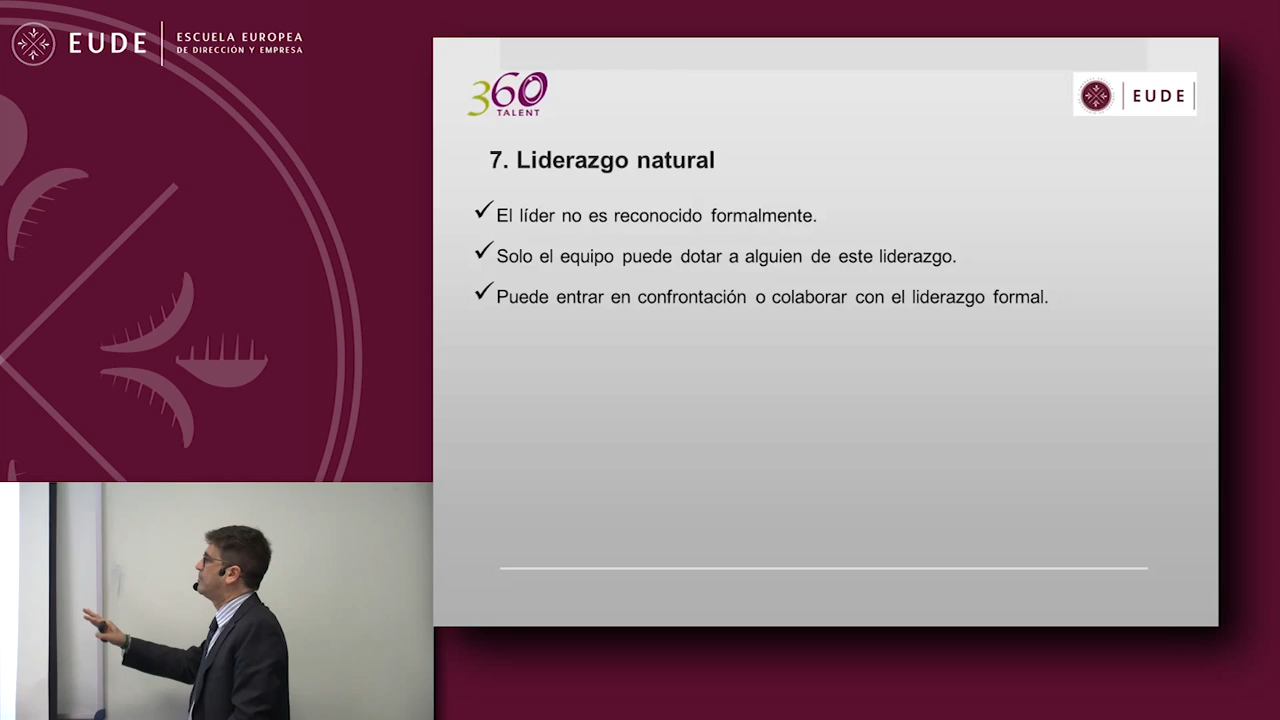 EUDE
ESCUELA EUROPEA
DE DIRECCIÓN Y EMPRESA
360
TALENT
EUDE
7. Liderazgo natural
El líder no es reconocido formalmente.
Solo el equipo puede dotar a alguien de este liderazgo.
Puede entrar en confrontación o colaborar con el liderazgo formal.